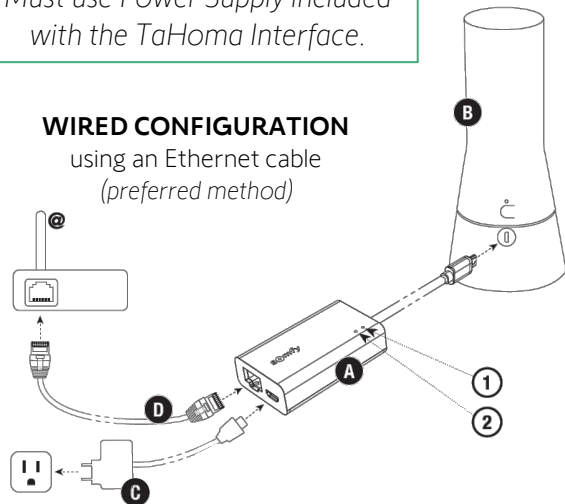 Must use Power Supply included
with the TaHoma Interface.
WIRED CONFIGURATION
using an Ethernet cable
(preferred method)
@
B
somfy
A
1
2
D
C